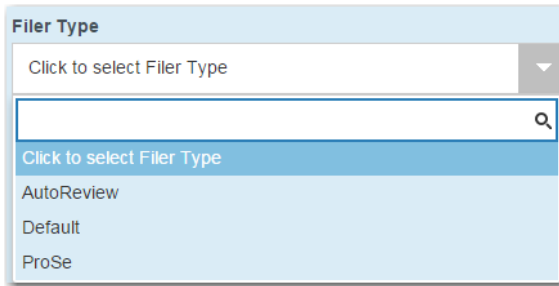 Filer Type
Click to select Filer Type
Click to select Filer Type
AutoReview
Default
ProSe